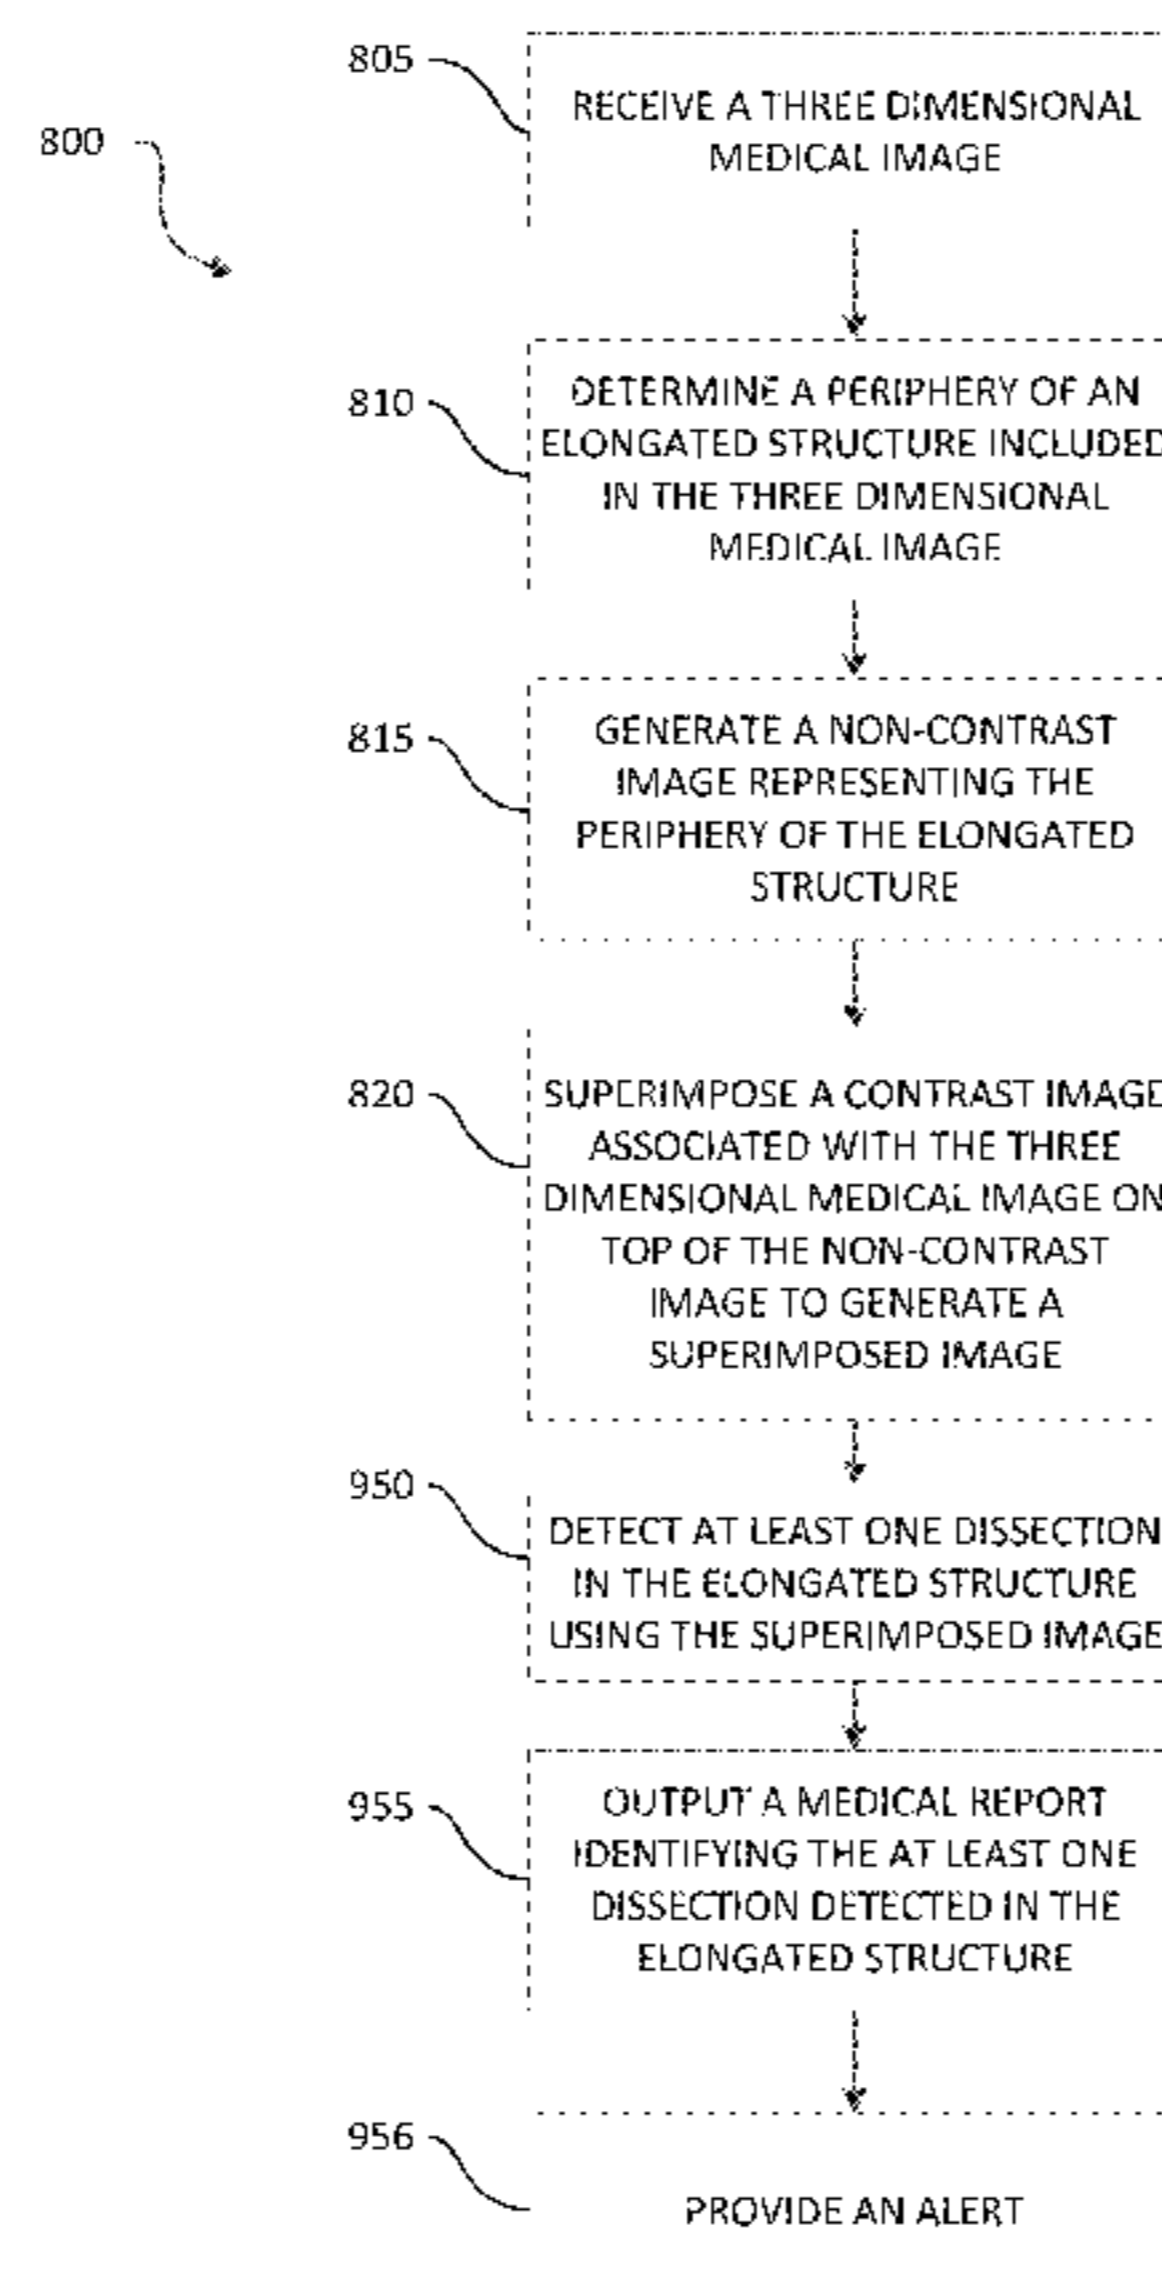 805
RECEIVE A THREE DIMENSIONAL
MEDICAL IMAGE
800
810
DETERMINE A PERIPHERY OF AN
ELONGATED STRUCTURE INCLUDED
IN THE THREE DIMENSIONAL
MEDICAL IMAGE
815
GENERATE A NON-CONTRAST
IMAGE REPRESENTING THE
PERIPHERY OF THE ELONGATED
STRUCTURE
820
SUPERIMPOSE A CONTRAST IMAGE
ASSOCIATED WITH THE THREE
DIMENSIONAL MEDICAL IMAGE ON
TOP OF THE NON-CONTRAST
IMAGE TO GENERATE A
SUPERIMPOSED IMAGE
950
DETECT AT LEAST ONE DISSECTION
IN THE ELONGATED STRUCTURE
USING THE SUPERIMPOSED IMAGE
955
OUTPUT A MEDICAL REPORT
IDENTIFYING THE AT LEAST ONE
DISSECTION DETECTED IN THE
ELONGATED STRUCTURE
956
PROVIDE AN ALERT